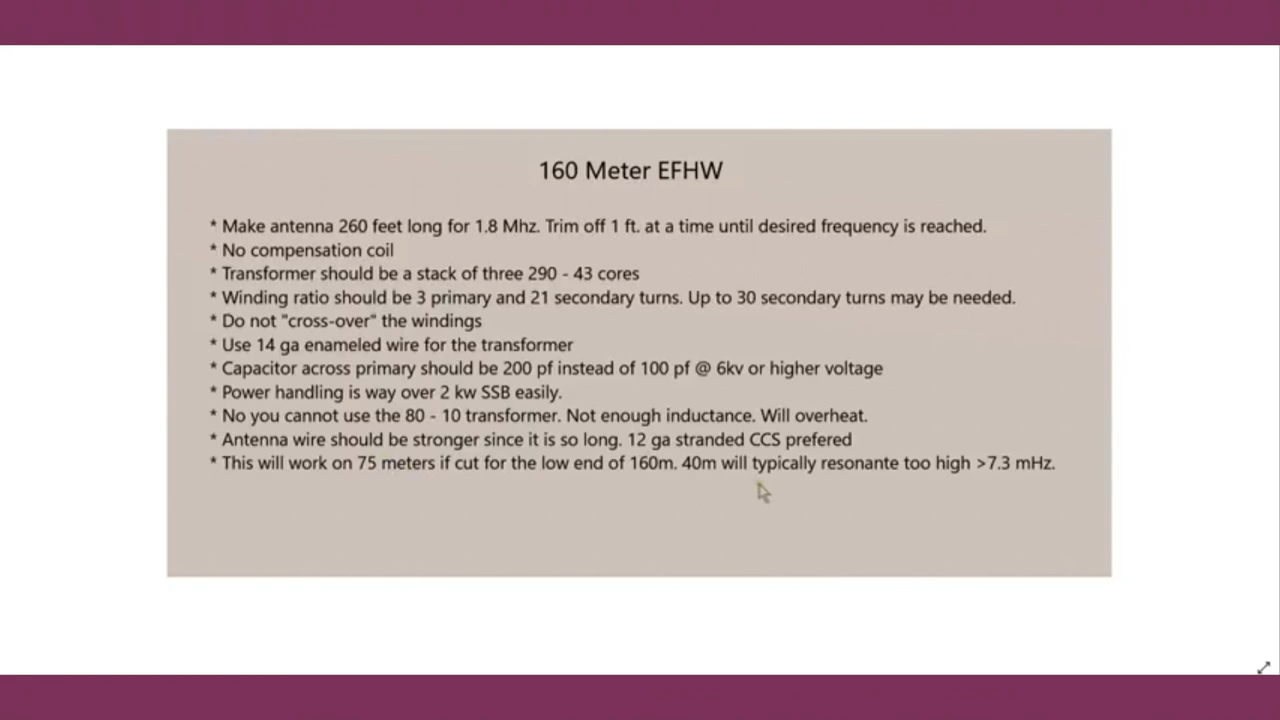 160 Meter EFHW
* Make antenna 260 feet long for 1.8 Mhz. Trim off 1 ft. at a time until desired frequency is reached.
* No compensation coil
* Transformer should be a stack of three 290 - 43 cores
* Winding ratio should be 3 primary and 21 secondary turns. Up to 30 secondary turns may be needed.
* Do not "cross-over" the windings
* Use 14 ga enameled wire for the transformer
* Capacitor across primary should be 200 pf instead of 100 pf @ 6kv or higher voltage
* Power handling is way over 2 kw SSB easily.
* No you cannot use the 80 - 10 transformer. Not enough inductance. Will overheat.
* Antenna wire should be stronger since it is so long. 12 ga stranded CCS prefered
* This will work on 75 meters if cut for the low end of 160m. 40m will typically resonante too high >7.3 mHz.